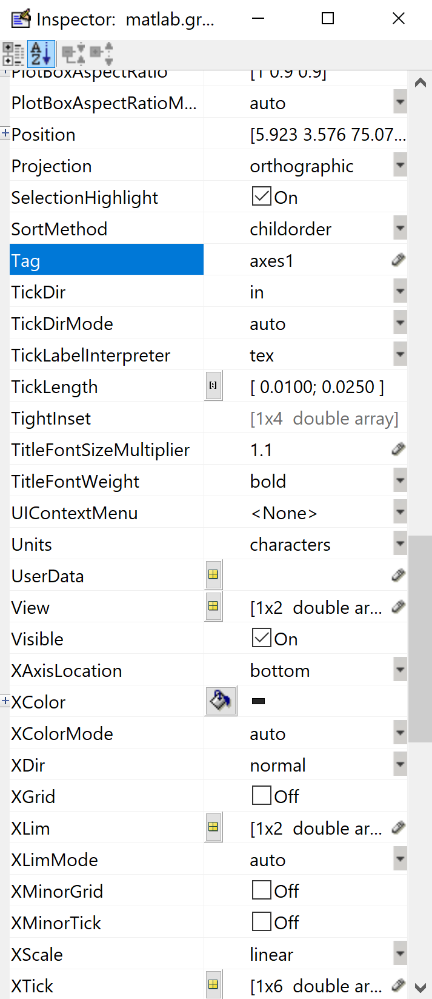 Inspector: matlab.gr...
PlotBoxAspectRatio [1 0.9 0.9]
PlotBoxAspectRatioM... auto
Position [5.923 3.576 75.07...
Projection orthographic
SelectionHighlight On
SortMethod childorder
Tag axes1
TickDir in
TickDirMode auto
TickLabelInterpreter tex
TickLength [ 0.0100; 0.0250 ]
TightInset [1x4 double array]
TitleFontSizeMultiplier 1.1
TitleFontWeight bold
UIContextMenu <None>
Units characters
UserData
View [1x2 double ar...
Visible On
XAxisLocation bottom
XColor
XColorMode auto
XDir normal
XGrid Off
XLim [1x2 double ar...
XLimMode auto
XMinorGrid Off
XMinorTick Off
XScale linear
XTick [1x6 double ar...